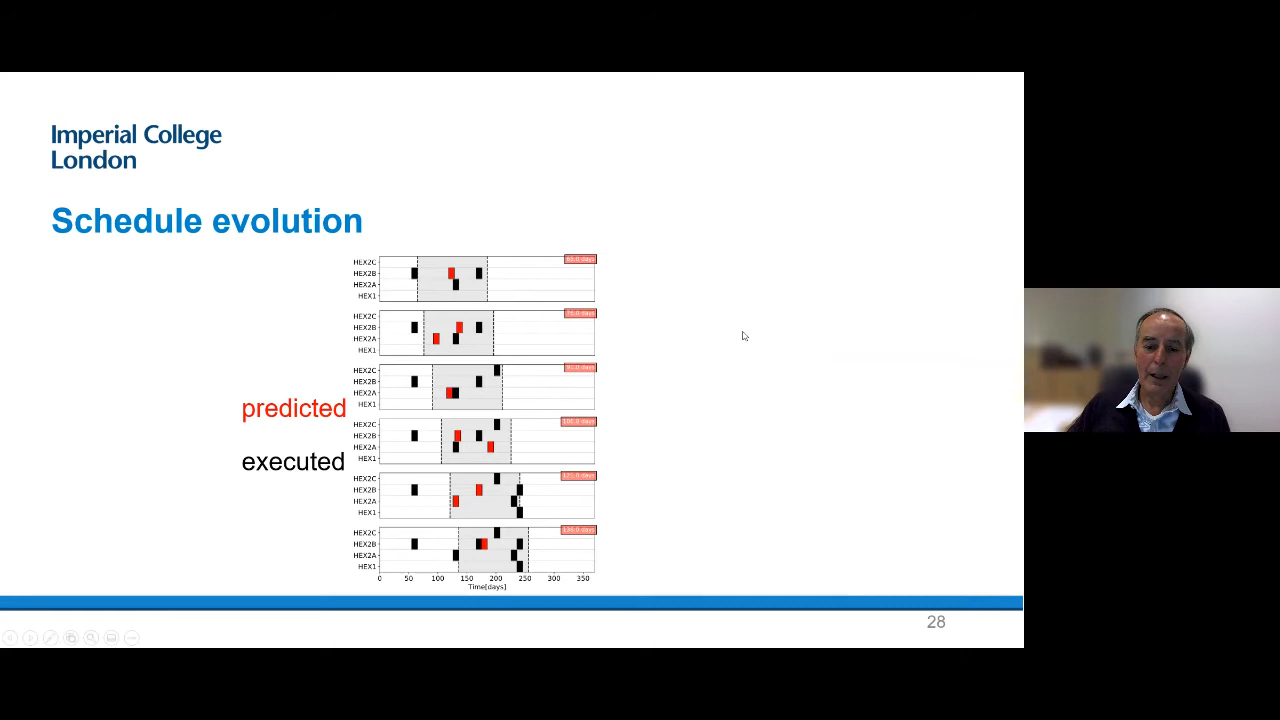 Imperial College
London
Schedule evolution
predicted
executed
HEX2C
HEX2B
HEX2A
HEX1
HEX2C
HEX2B
HEX2A
HEX1
HEX2C
HEX2B
HEX2A
HEX1
HEX2C
HEX2B
HEX2A
HEX1
HEX2C
HEX2B
HEX2A
HEX1
HEX2C
HEX2B
HEX2A
HEX1
0 50 100 150 200 250 300 350
Time[days]
28